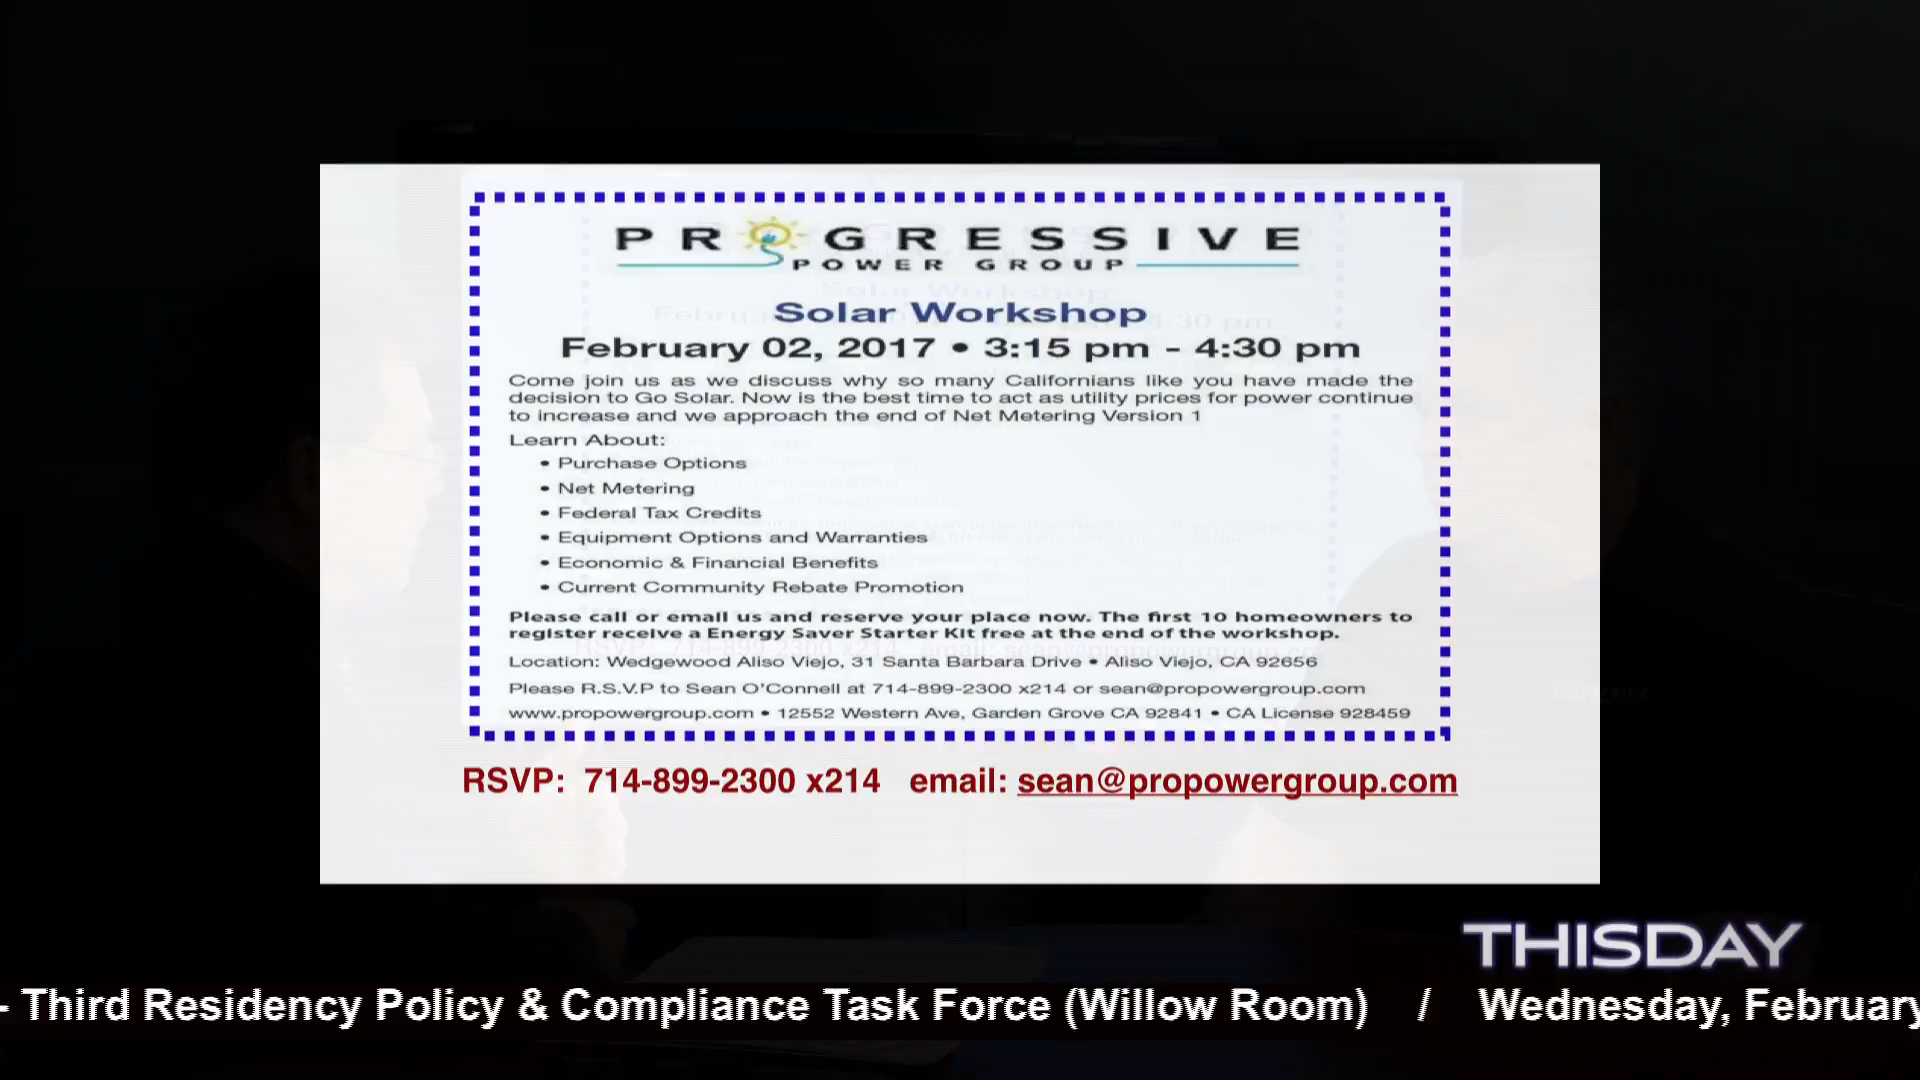 PROGRESSIVE
POWER GROUP
Solar Workshop
February 02, 2017 • 3:15 pm - 4:30 pm
Come join us as we discuss why so many Californians like you have made the
decision to Go Solar. Now is the best time to act as utility prices for power continue
to increase and we approach the end of Net Metering Version 1
Learn About:
• Purchase Options
• Net Metering
• Federal Tax Credits
• Equipment Options and Warranties
• Economic & Financial Benefits
• Current Community Rebate Promotion
Please call or email us and reserve your place now. The first 10 homeowners to
register receive a Energy Saver Starter Kit free at the end of the workshop.
Location: Wedgewood Aliso Viejo, 31 Santa Barbara Drive • Aliso Viejo, CA 92656
Please R.S.V.P to Sean O'Connell at 714-899-2300 x214 or sean@propowergroup.com
www.propowergroup.com • 12552 Western Ave, Garden Grove CA 92841 • CA License 928459
RSVP: 714-899-2300 x214 email: sean@propowergroup.com
THISDAY
- Third Residency Policy & Compliance Task Force (Willow Room) / Wednesday, February